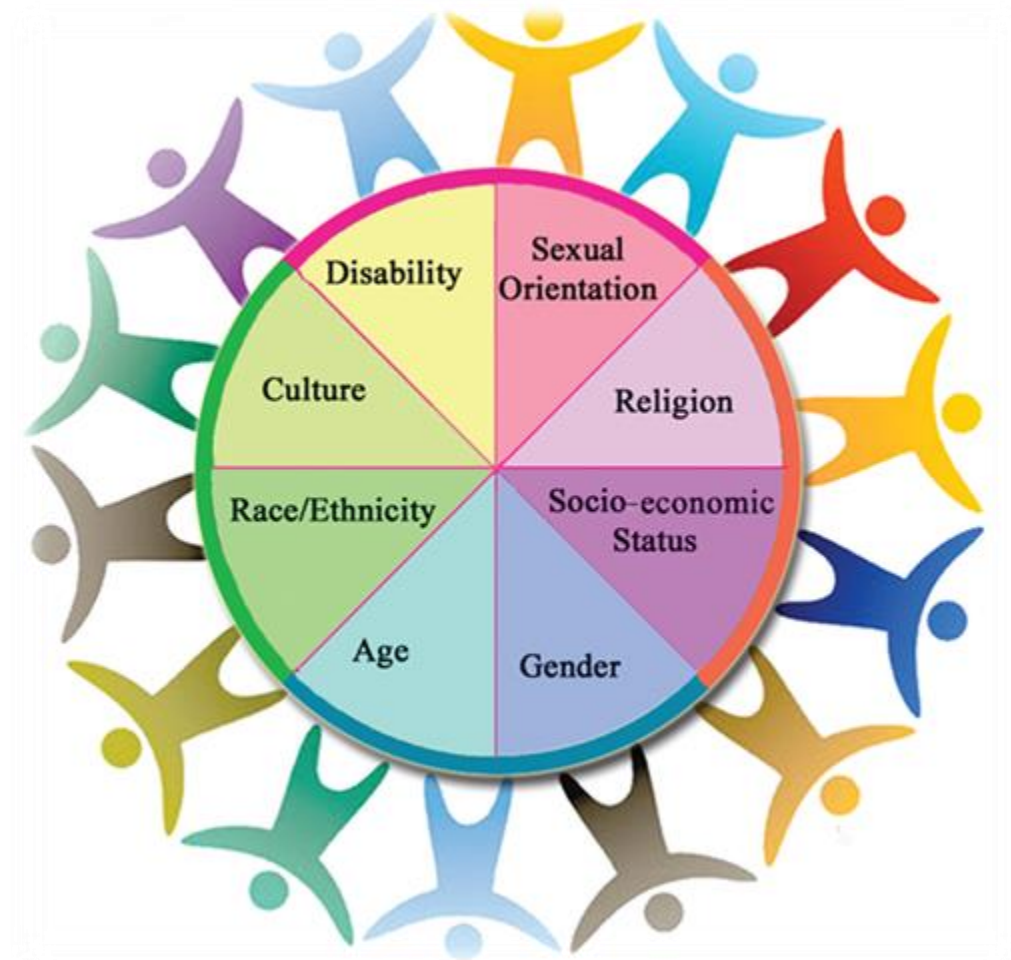 Disability
Sexual
Orientation
Culture
Religion
Race/Ethnicity
Socio-economic
Status
Age
Gender